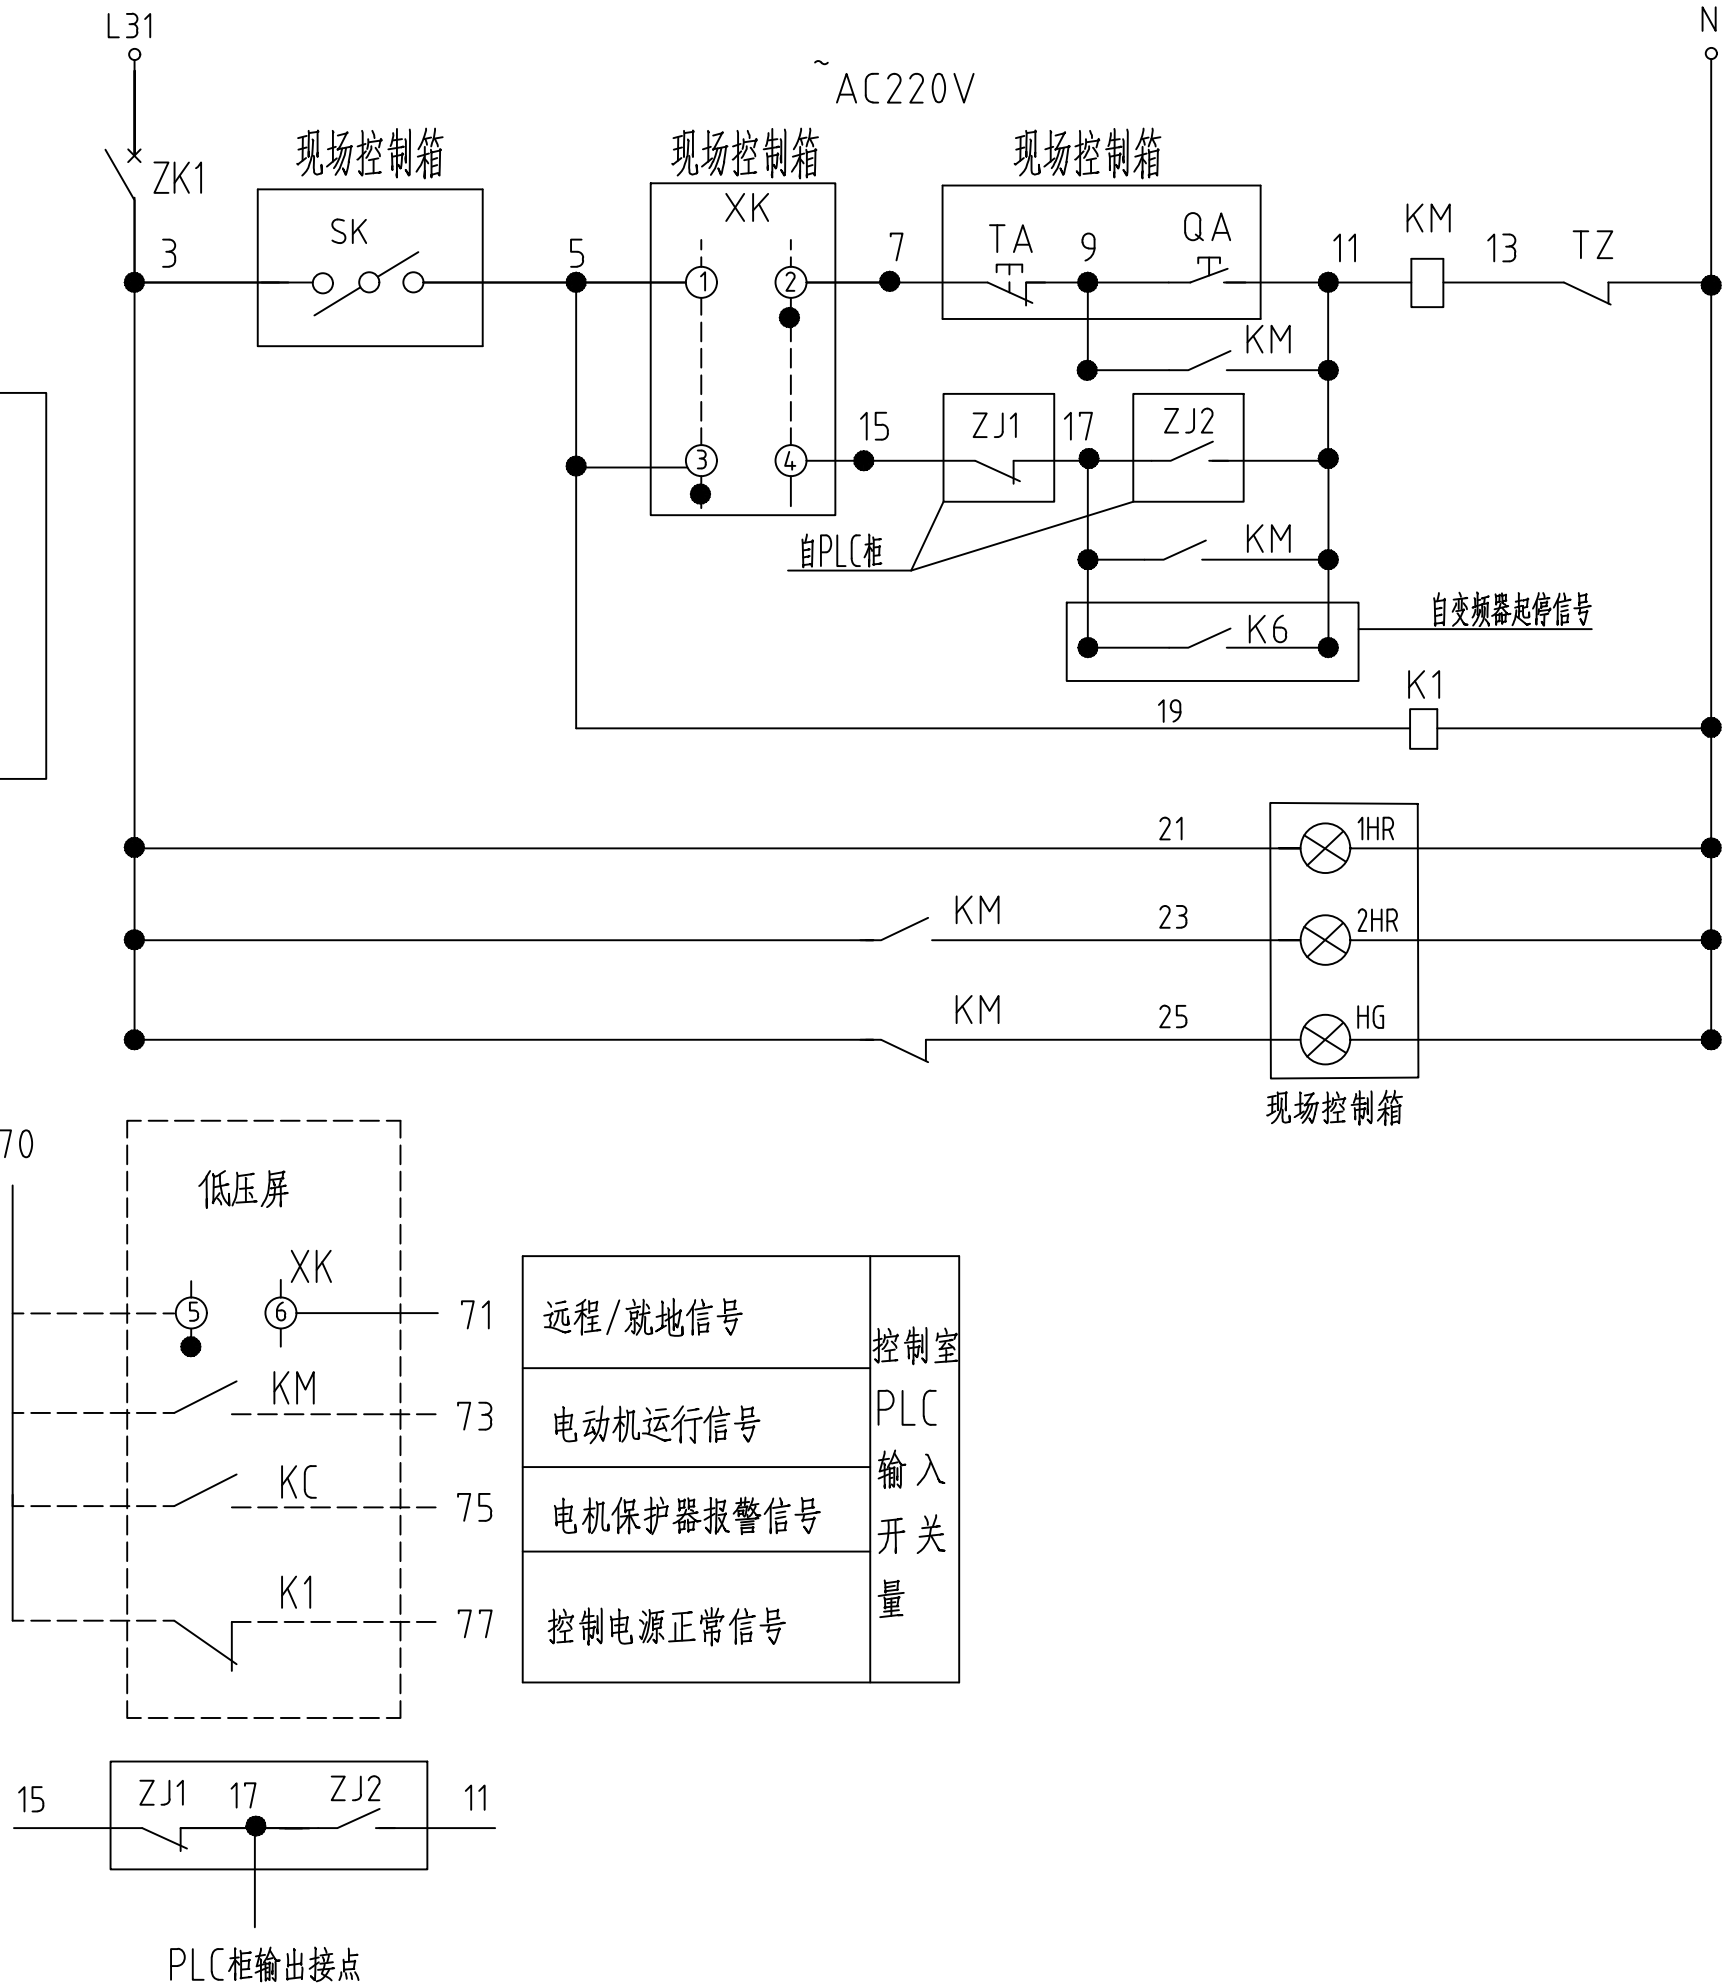 L31
N
~AC220V
现场控制箱 现场控制箱 现场控制箱
ZK1
XK
3 SK 5 ① ② 7 TA 9 QA 11 KM 13 TZ
KM
③ ④ 15 ZJ1 17 ZJ2
自PLC柜
KM
自变频器起停信号
K6
19 K1
21 1HR
KM 23 2HR
KM 25 HG
现场控制箱
70
低压屏
XK
⑤ ⑥ 71 远程/就地信号
KM 73 电动机运行信号
KC 75 电机保护器报警信号
K1 77 控制电源正常信号
控制室
PLC
输入
开关
量
15 ZJ1 17 ZJ2 11
PLC柜输出接点